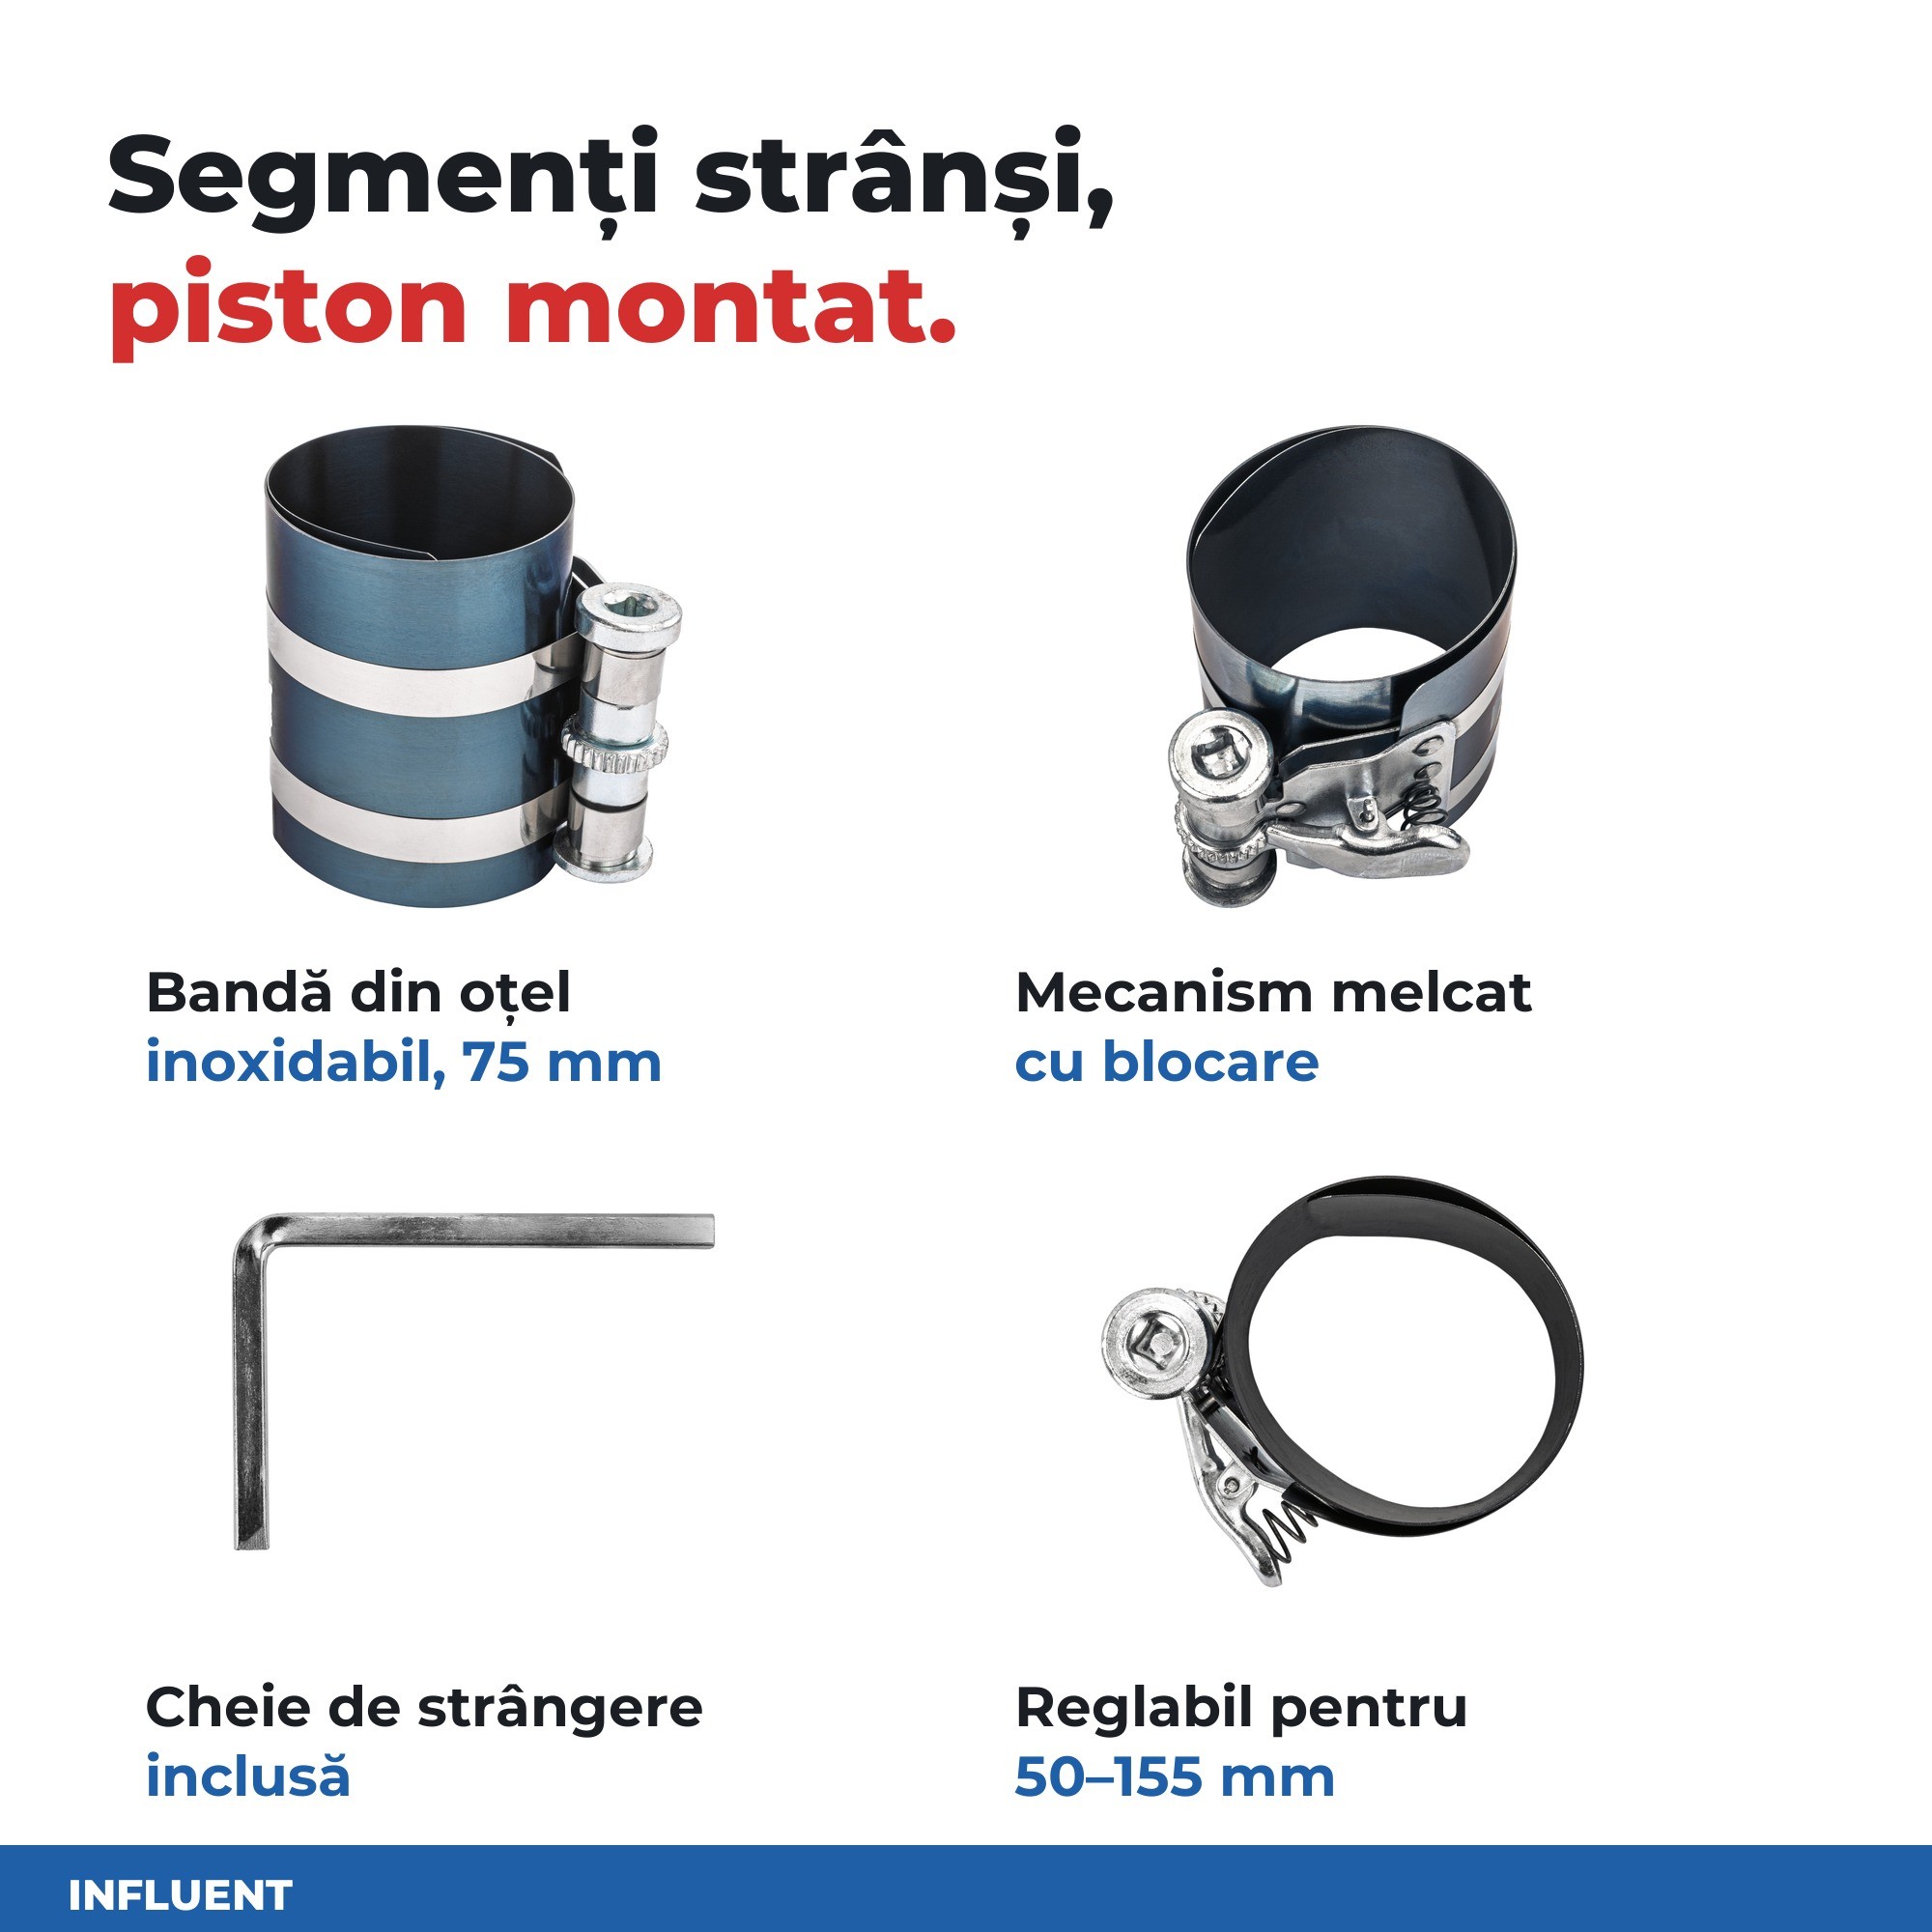 Segmenți strânși,
piston montat.
Bandă din oțel
inoxidabil, 75 mm
Mecanism melcat
cu blocare
Cheie de strângere
inclusă
Reglabil pentru
50–155 mm
INFLUENT